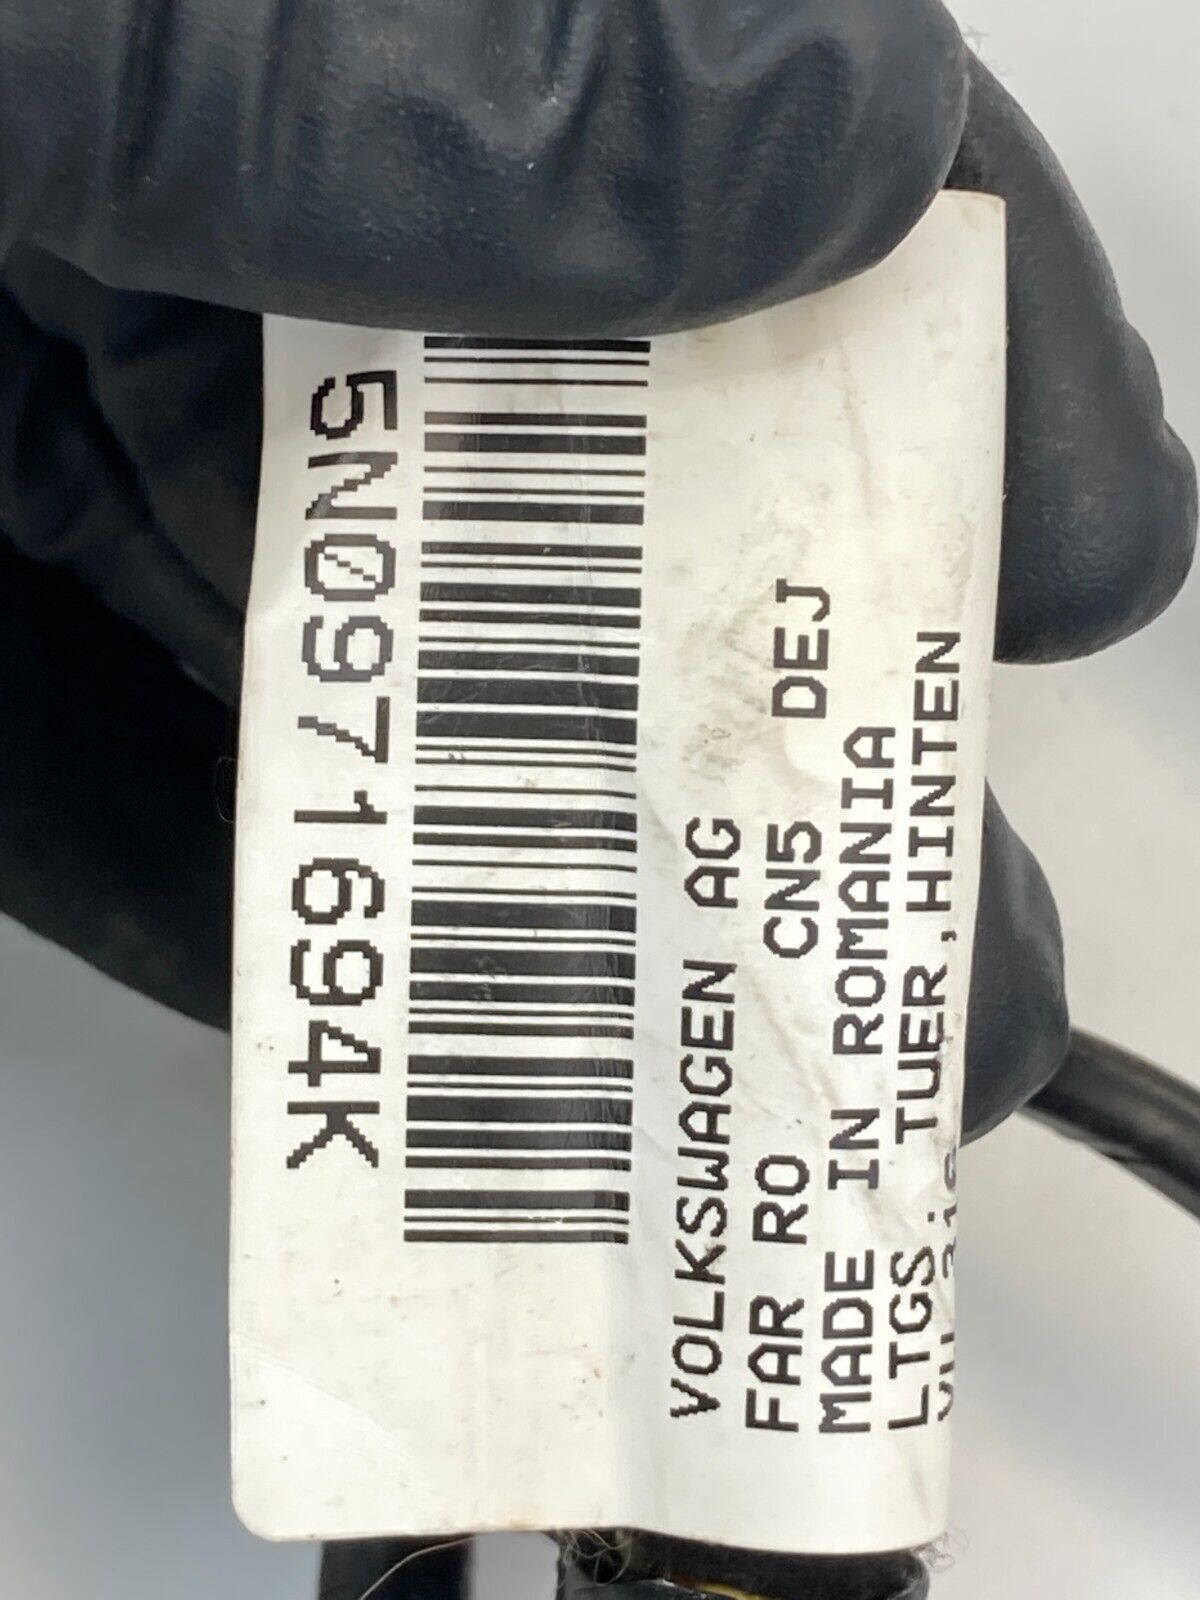 5N0971694K
VOLKSWAGEN AG
FAR RO CN5 DEJ
MADE IN ROMANIA
LTGS. TUER,HINTEN